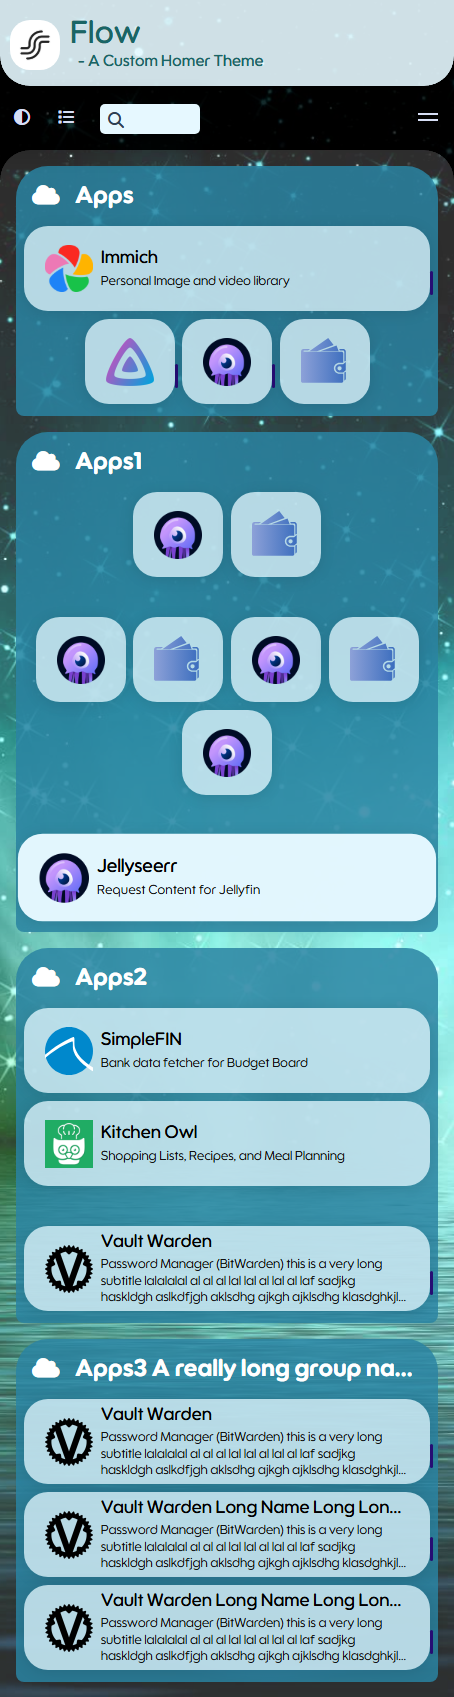 Flow
- A Custom Homer Theme
Apps
Immich
Personal Image and video library
Apps1
Jellyseerr
Request Content for Jellyfin
Apps2
SimpleFIN
Bank data fetcher for Budget Board
Kitchen Owl
Shopping Lists, Recipes, and Meal Planning
Vault Warden
Password Manager (BitWarden) this is a very long
subtitle lalalalal al al al lal lal al lal al laf sadjkg
haskldgh aslkdfjgh aklsdhg ajkgh ajklsdhg klasdghkjl...
Apps3 A really long group na...
Vault Warden
Password Manager (BitWarden) this is a very long
subtitle lalalalal al al al lal lal al lal al laf sadjkg
haskldgh aslkdfjgh aklsdhg ajkgh ajklsdhg klasdghkjl...
Vault Warden Long Name Long Lon...
Password Manager (BitWarden) this is a very long
subtitle lalalalal al al al lal lal al lal al laf sadjkg
haskldgh aslkdfjgh aklsdhg ajkgh ajklsdhg klasdghkjl...
Vault Warden Long Name Long Lon...
Password Manager (BitWarden) this is a very long
subtitle lalalalal al al al lal lal al lal al laf sadjkg
haskldgh aslkdfjgh aklsdhg ajkgh ajklsdhg klasdghkjl...